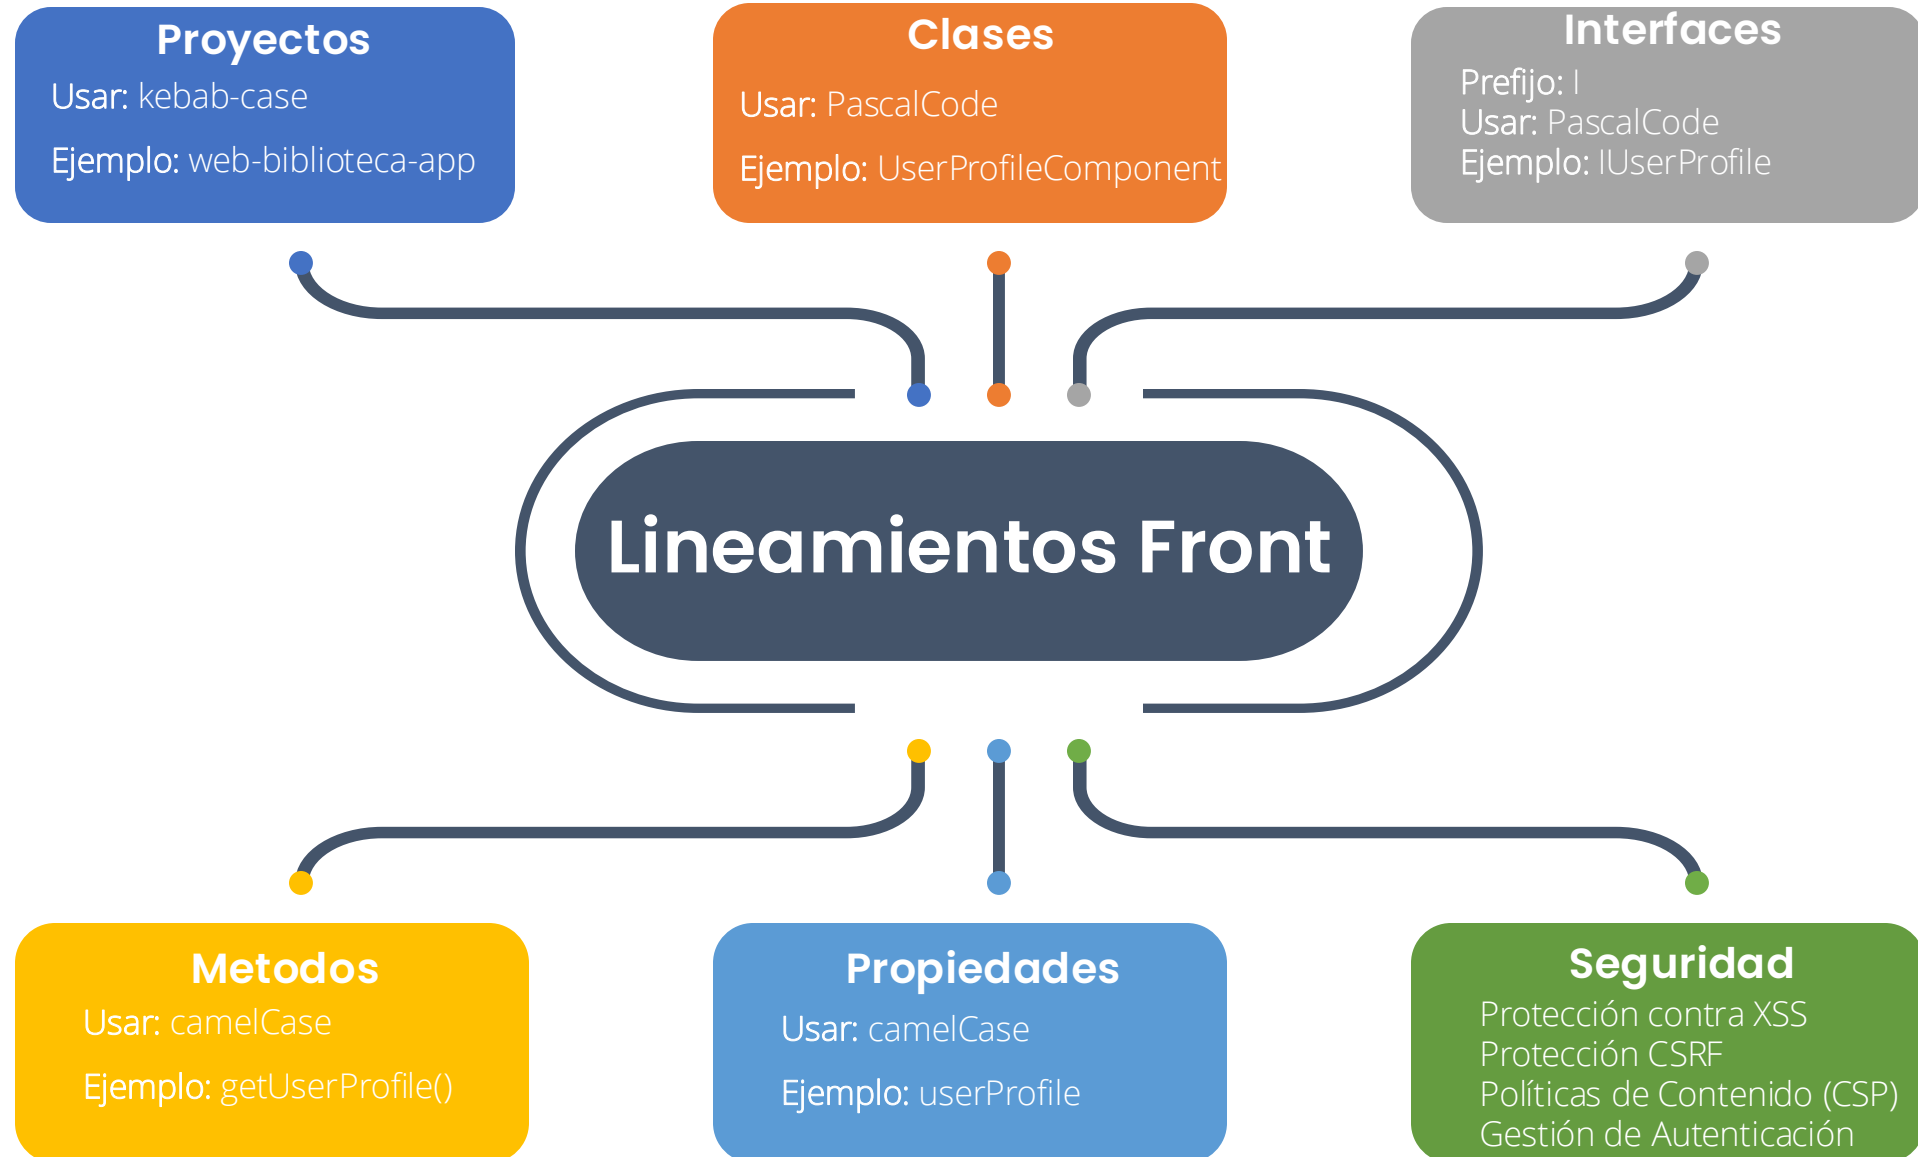 Proyectos
Usar: kebab-case
Ejemplo: web-biblioteca-app
Clases
Usar: PascalCode
Ejemplo: UserProfileComponent
Interfaces
Prefijo: I
Usar: PascalCode
Ejemplo: IUserProfile
Lineamientos Front
Metodos
Usar: camelCase
Ejemplo: getUserProfile()
Propiedades
Usar: camelCase
Ejemplo: userProfile
Seguridad
Protección contra XSS
Protección CSRF
Políticas de Contenido (CSP)
Gestión de Autenticación